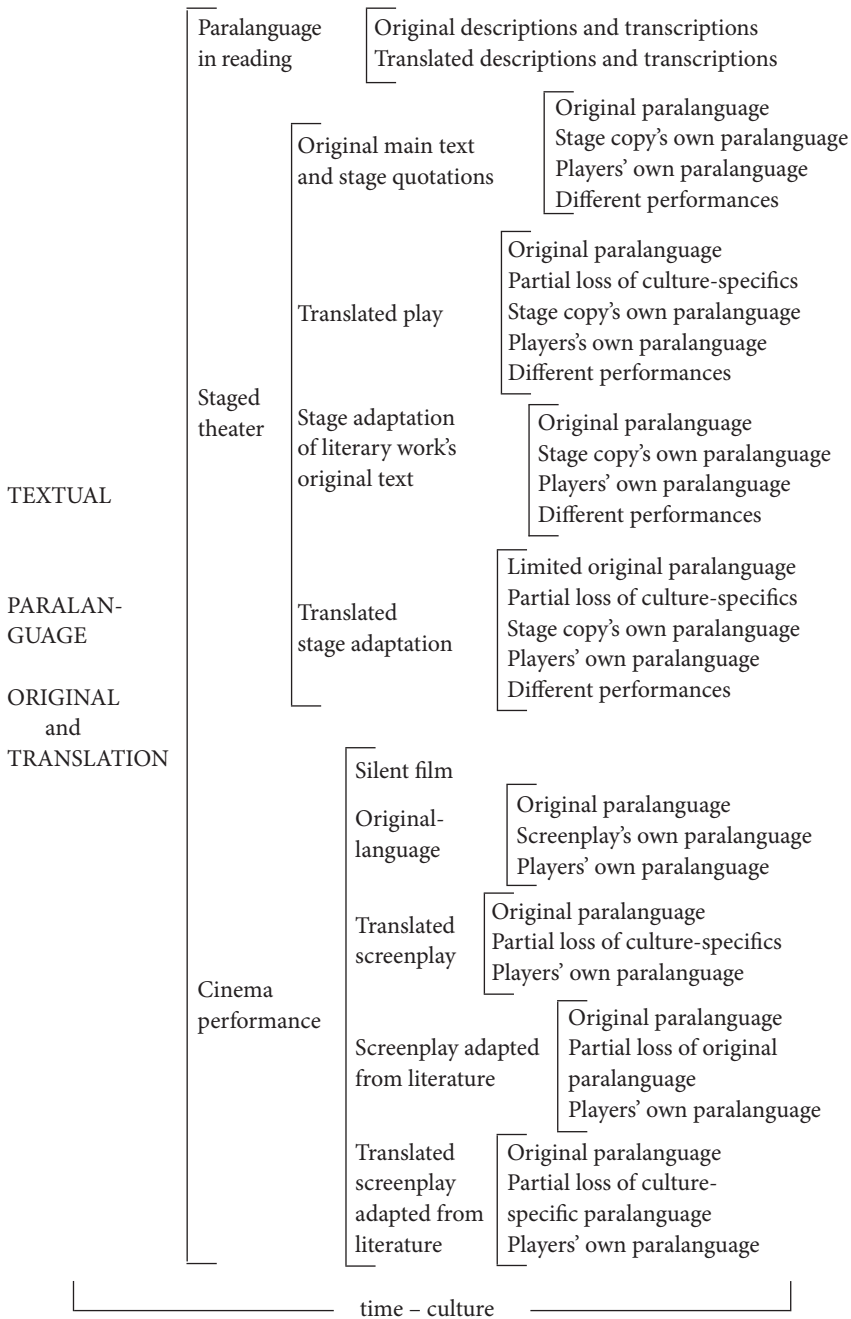 Paralanguage
in reading
Original descriptions and transcriptions
Translated descriptions and transcriptions
Original main text
and stage quotations
Original paralanguage
Stage copy's own paralanguage
Players' own paralanguage
Different performances
Translated play
Original paralanguage
Partial loss of culture-specifics
Stage copy's own paralanguage
Players's own paralanguage
Different performances
Staged
theater
Stage adaptation
of literary work's
original text
Original paralanguage
Stage copy's own paralanguage
Players' own paralanguage
Different performances
TEXTUAL
PARALAN-
GUAGE
ORIGINAL
and
TRANSLATION
Translated
stage adaptation
Limited original paralanguage
Partial loss of culture-specifics
Stage copy's own paralanguage
Players' own paralanguage
Different performances
Cinema
performance
Silent film
Original-
language
Original paralanguage
Screenplay's own paralanguage
Players' own paralanguage
Translated
screenplay
Original paralanguage
Partial loss of culture-specifics
Players' own paralanguage
Screenplay adapted
from literature
Original paralanguage
Partial loss of original
paralanguage
Players' own paralanguage
Translated
screenplay
adapted from
literature
Original paralanguage
Partial loss of culture-
specific paralanguage
Players' own paralanguage
time – culture